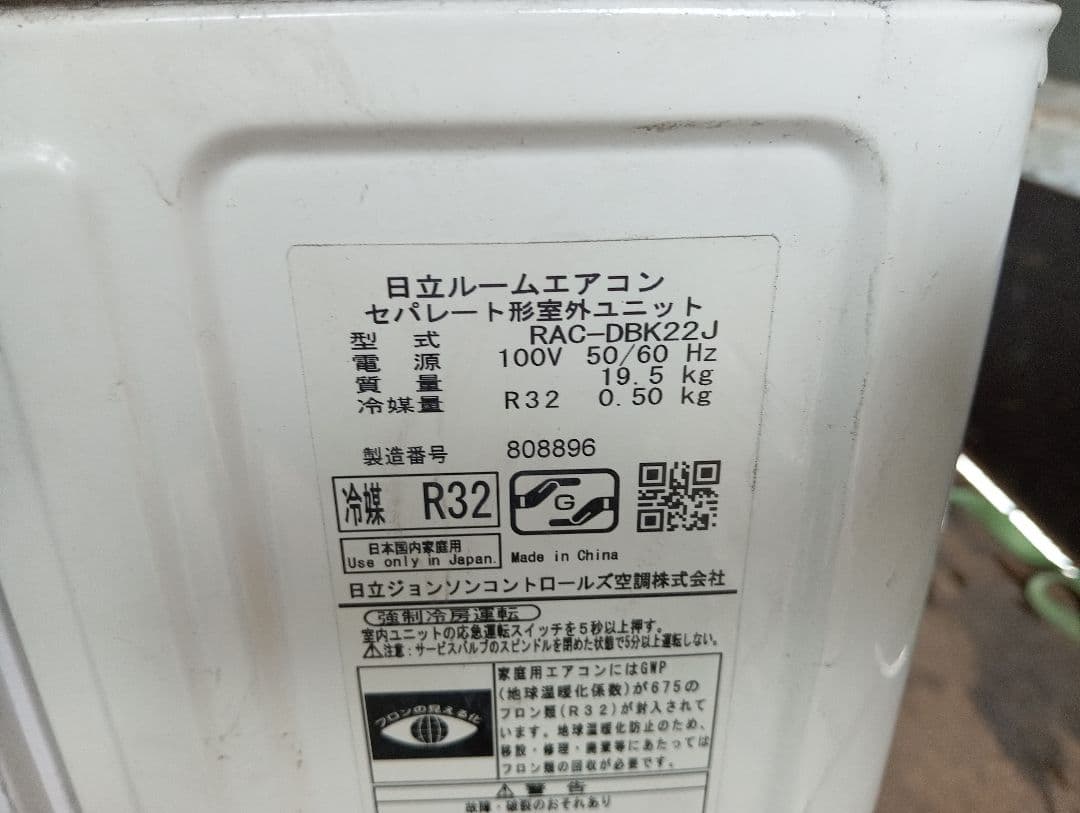 日立ルームエアコン
セパレート形室外ユニット
型 式 RAC-DBK22J
電 源 100V 50/60 Hz
質 量 19.5 kg
冷媒量 R32 0.50 kg
製造番号 808896
冷媒 R32
G
日本国内家庭用
Use only in Japan.
Made in China
日立ジョンソンコントロールズ空調株式会社
強制冷房運転
室内ユニットの応急運転スイッチを5秒以上押す。
⚠注意:サービスバルブのスピンドルを閉めた状態で5分以上運転しない。
フロンの見える化
家庭用エアコンにはGWP
(地球温暖化係数)が675の
フロン類(R32)が封入されて
います。地球温暖化防止のため、
移設・修理・廃棄等にあたっては
フロン類の回収が必要です。
⚠ 警 告
故障・破裂のおそれあり